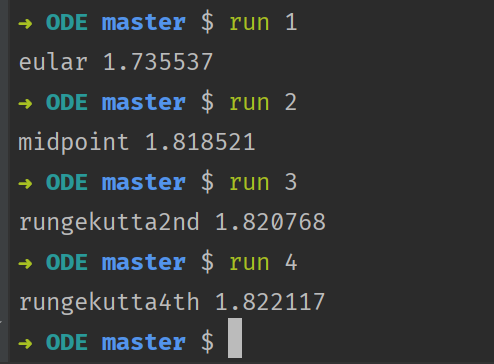 ➜ ODE master $ run 1
eular 1.735537
➜ ODE master $ run 2
midpoint 1.818521
➜ ODE master $ run 3
rungekutta2nd 1.820768
➜ ODE master $ run 4
rungekutta4th 1.822117
➜ ODE master $